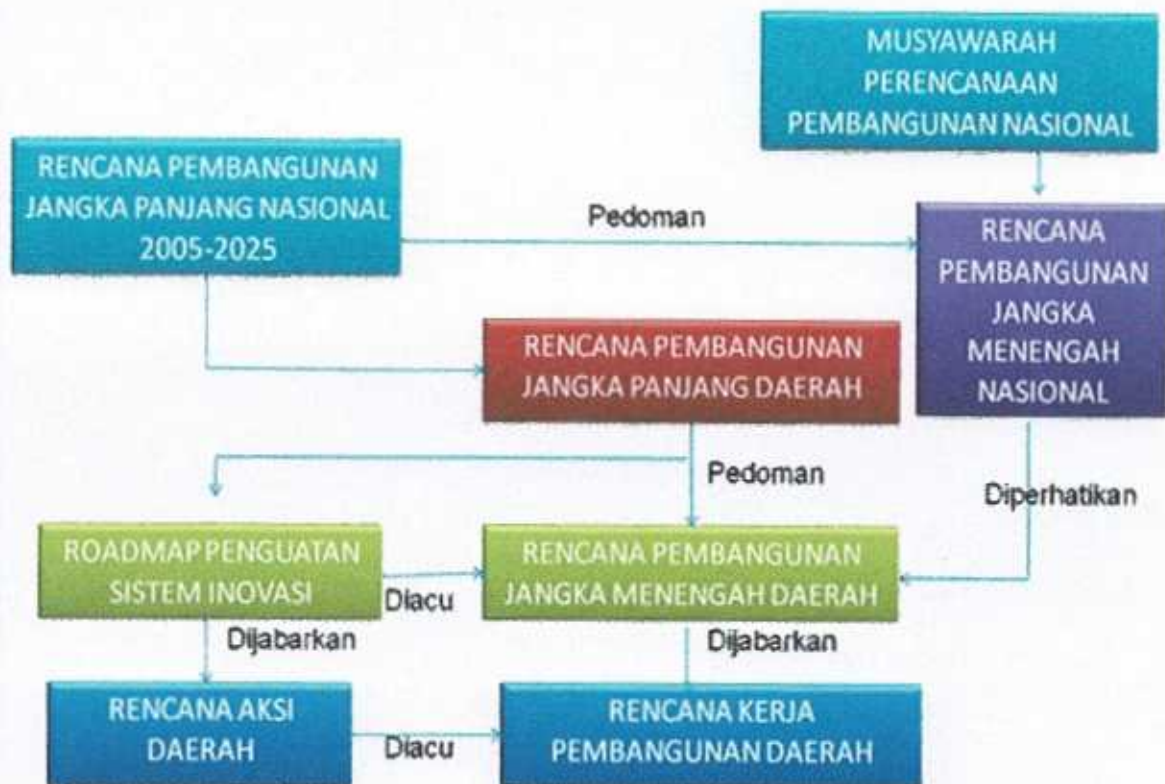 MUSYAWARAH
PERENCANAAN
PEMBANGUNAN NASIONAL
RENCANA PEMBANGUNAN
JANGKA PANJANG NASIONAL
2005-2025
Pedoman
RENCANA
PEMBANGUNAN
JANGKA
MENENGAH
NASIONAL
RENCANA PEMBANGUNAN
JANGKA PANJANG DAERAH
Pedoman
Diperhatikan
ROADMAP PENGUATAN
SISTEM INOVASI
Diacu
RENCANA PEMBANGUNAN
JANGKA MENENGAH DAERAH
Dijabarkan
Dijabarkan
RENCANA AKSI
DAERAH
Diacu
RENCANA KERJA
PEMBANGUNAN DAERAH